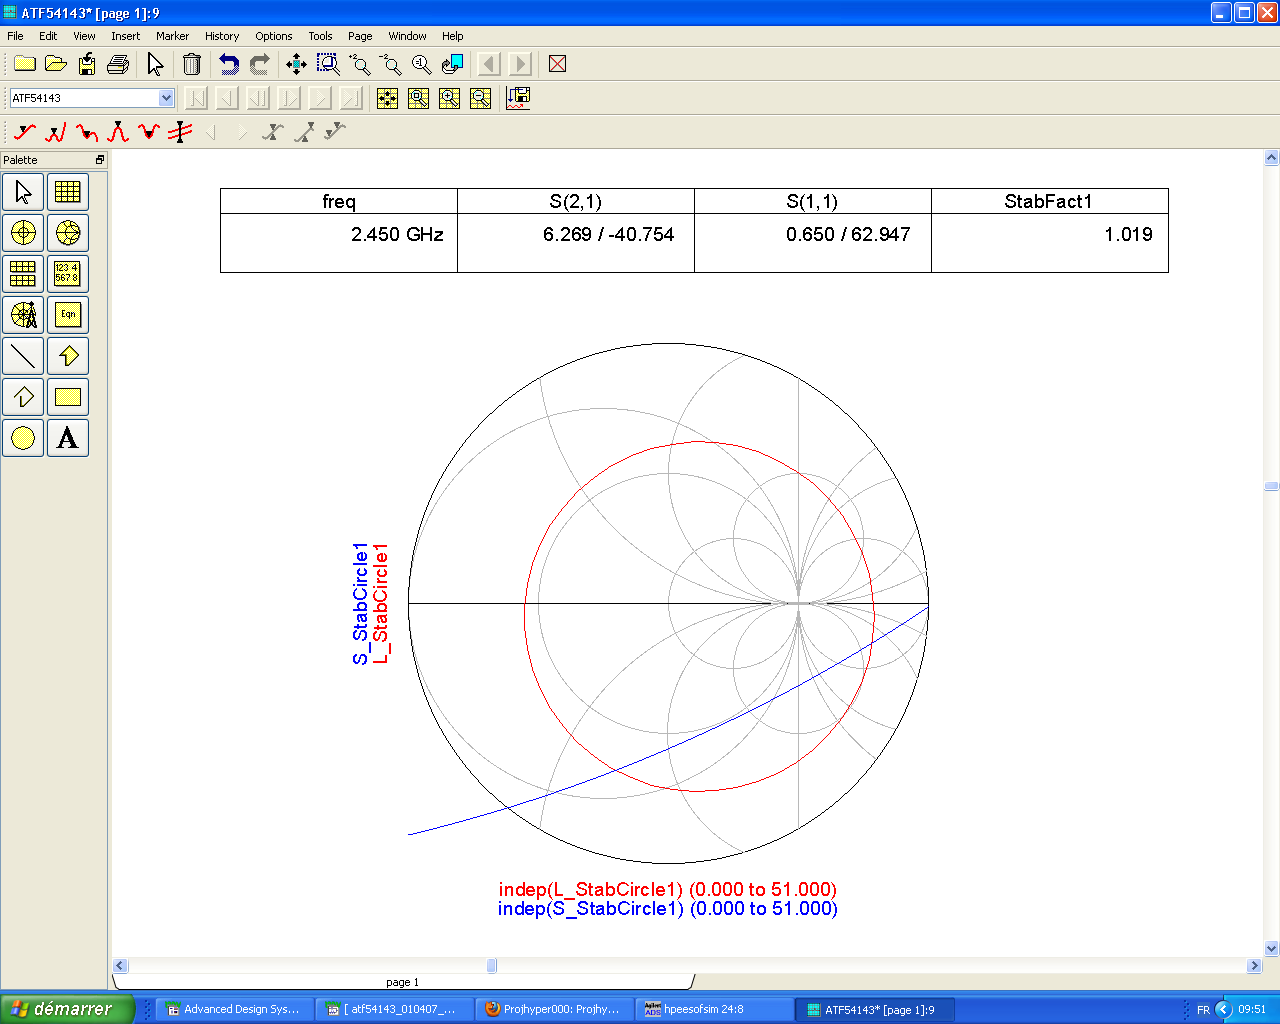 ATF54143* [page 1]:9
File Edit View Insert Marker History Options Tools Page Window Help
ATF54143
Palette
123 4
567 8
Eqn
A
freq S(2,1) S(1,1) StabFact1
2.450 GHz 6.269 / -40.754 0.650 / 62.947 1.019
S_StabCircle1
L_StabCircle1
indep(L_StabCircle1) (0.000 to 51.000)
indep(S_StabCircle1) (0.000 to 51.000)
page 1
démarrer Advanced Design Sys... [ atf54143_010407_... Projhyper000: Projhy... hpeesofsim 24:8 ATF54143* [page 1]:9 FR 09:51